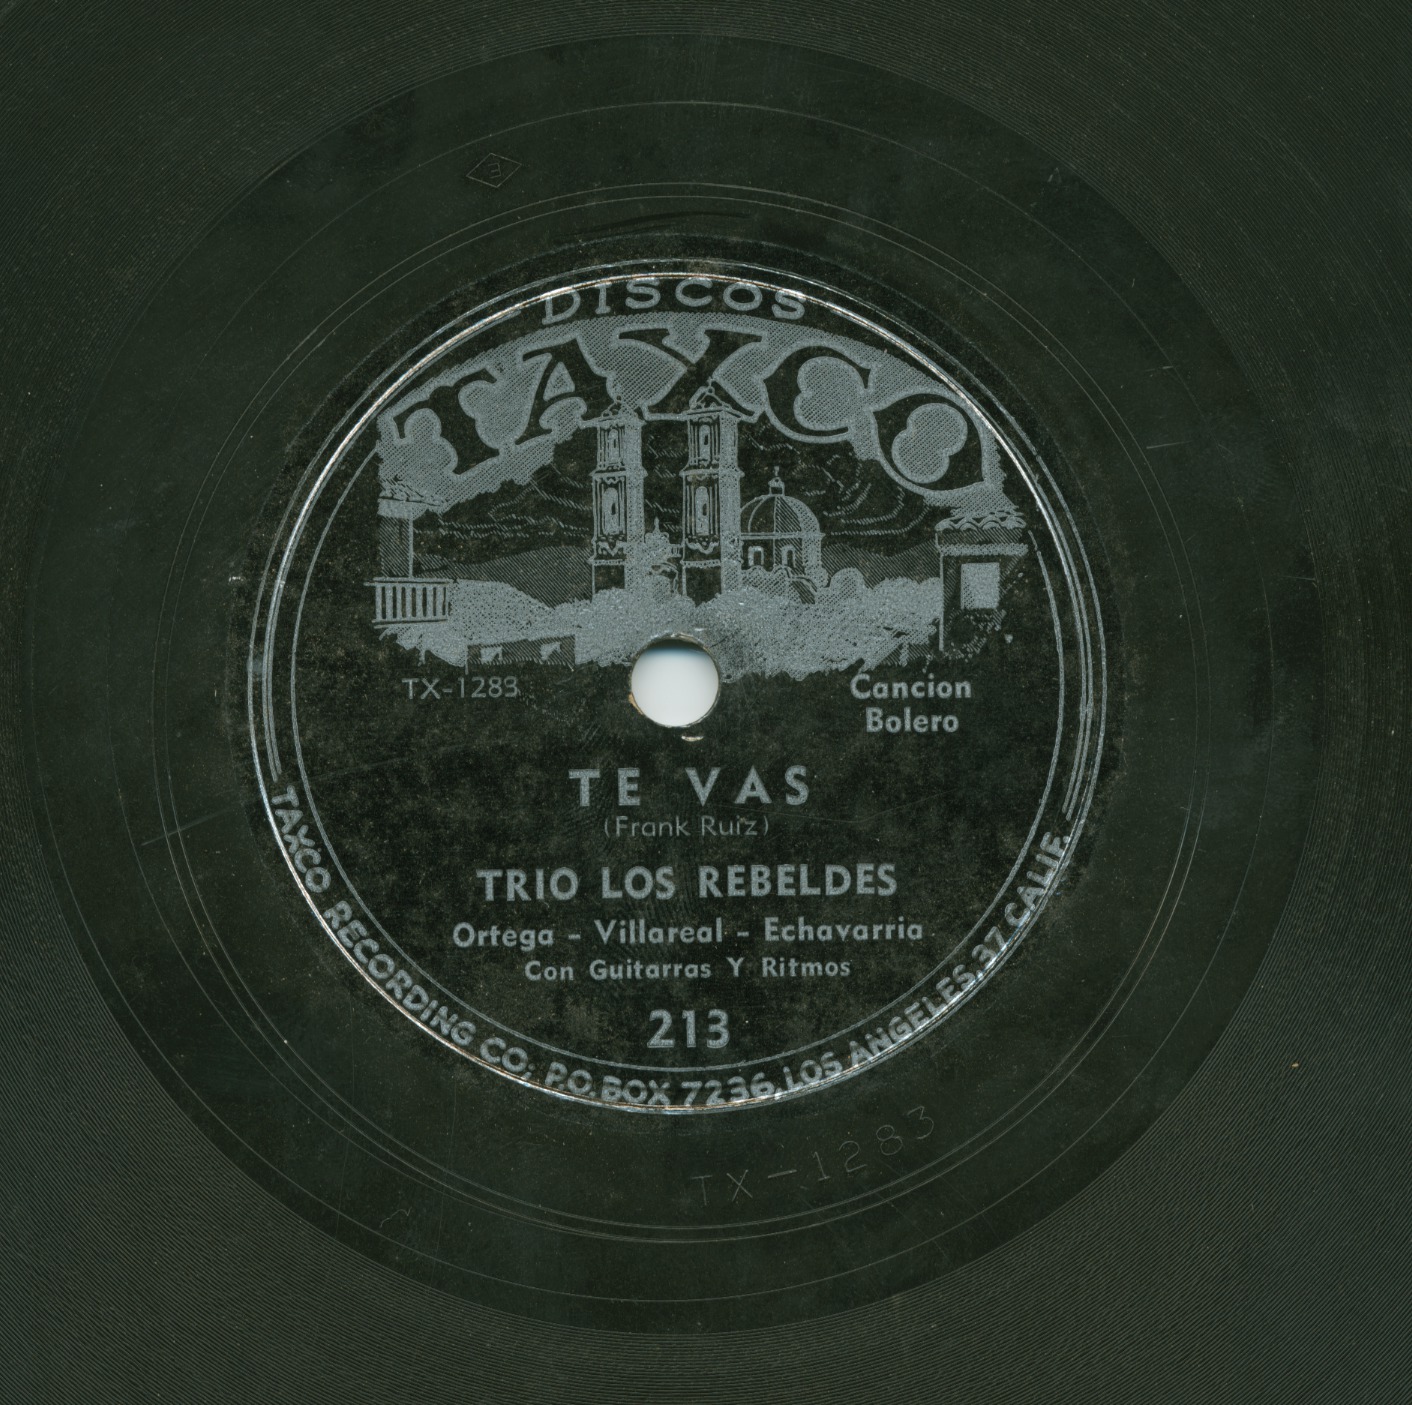 DISCOS
TAXCO
TX-1283
Cancion
Bolero
TE VAS
(Frank Ruiz)
TRIO LOS REBELDES
Ortega - Villareal - Echavarria
Con Guitarras Y Ritmos
213
TAXCO RECORDING CO; P.O. BOX 7236, LOS ANGELES, 37 CALIF.
TX-1283